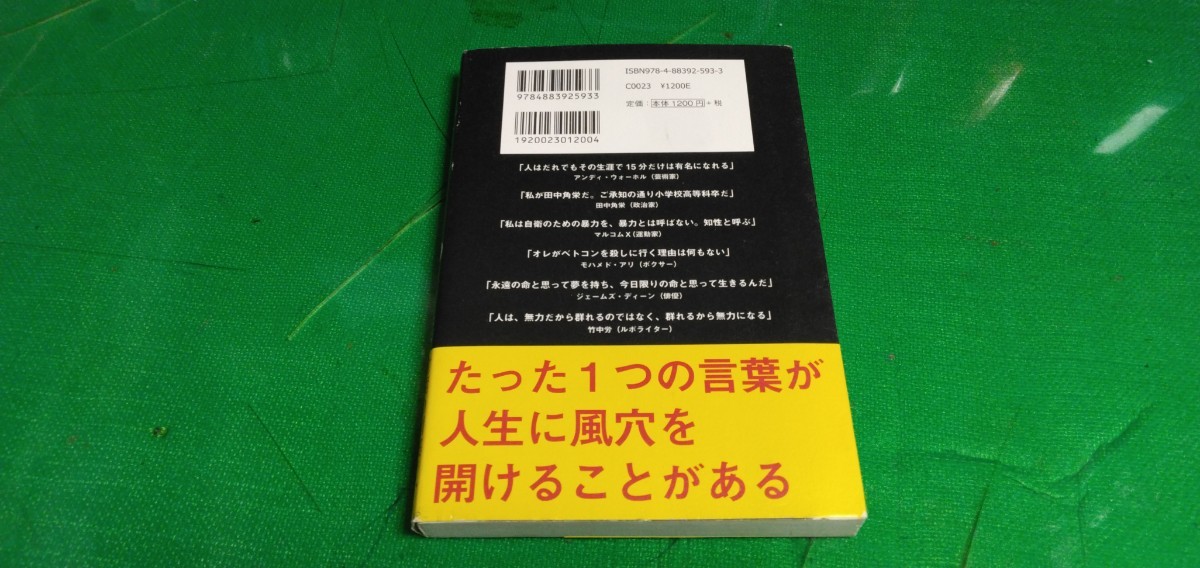 ISBN978-4-88392-593-3
9784883925933
C0023 ¥1200E
定価:本体1200円+税
1920023012004
「人はだれでもその生涯で15分だけは有名になれる」
アンディ・ウォーホル(芸術家)
「私が田中角栄だ。ご承知の通り小学校高等科卒だ」
田中角栄(政治家)
「私は自衛のための暴力を、暴力とは呼ばない。知性と呼ぶ」
マルコムX(運動家)
「オレがベトコンを殺しに行く理由は何もない」
モハメド・アリ(ボクサー)
「永遠の命と思って夢を持ち、今日限りの命と思って生きるんだ」
ジェームズ・ディーン(俳優)
「人は、無力だから群れるのではなく、群れるから無力になる」
竹中労(ルポライター)
たった1つの言葉が
人生に風穴を
開けることがある